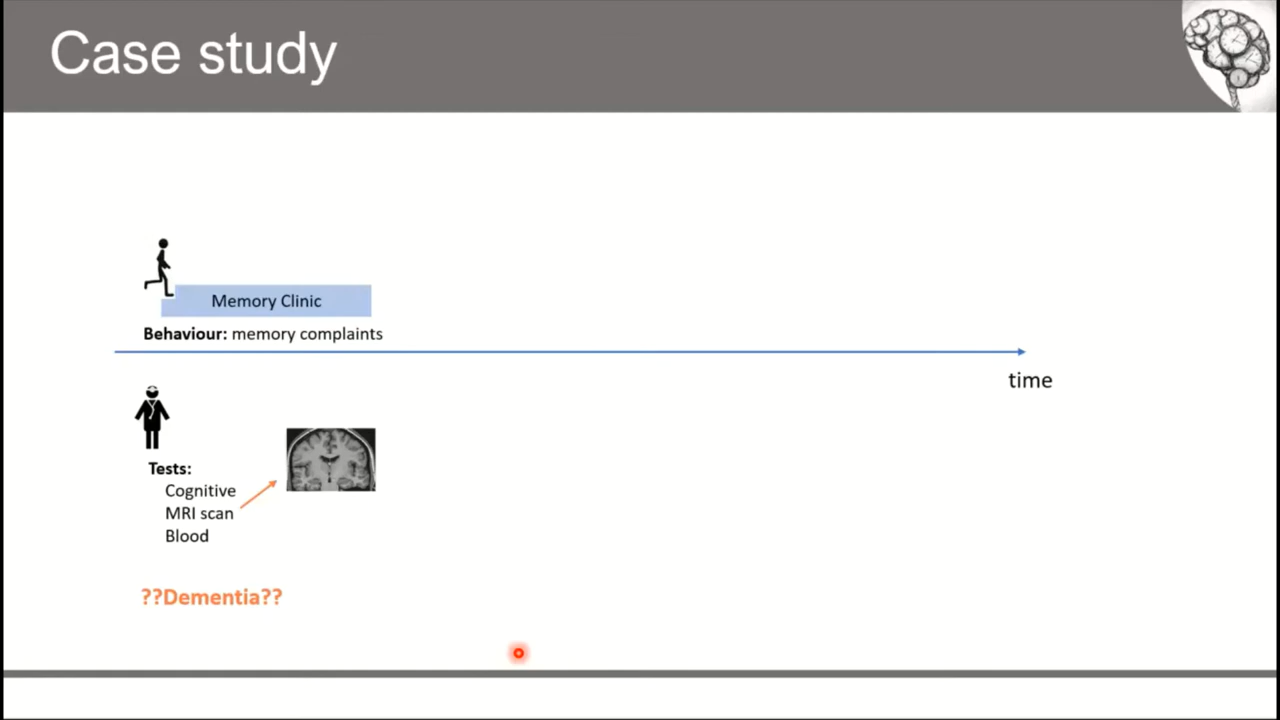 Case study
Memory Clinic
Behaviour: memory complaints
time
Tests:
Cognitive
MRI scan
Blood
??Dementia??